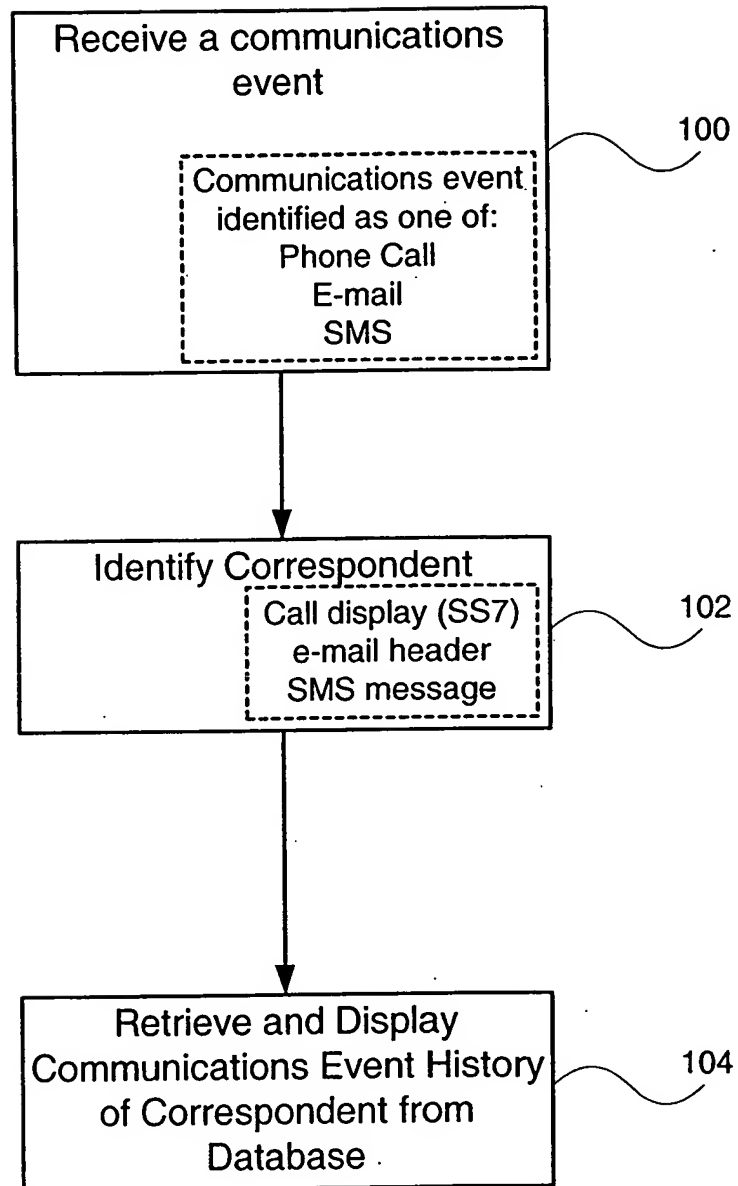 Receive a communications
event
100
Communications event
identified as one of:
Phone Call
E-mail
SMS
Identify Correspondent
102
Call display (SS7)
e-mail header
SMS message
Retrieve and Display
Communications Event History
of Correspondent from
Database
104